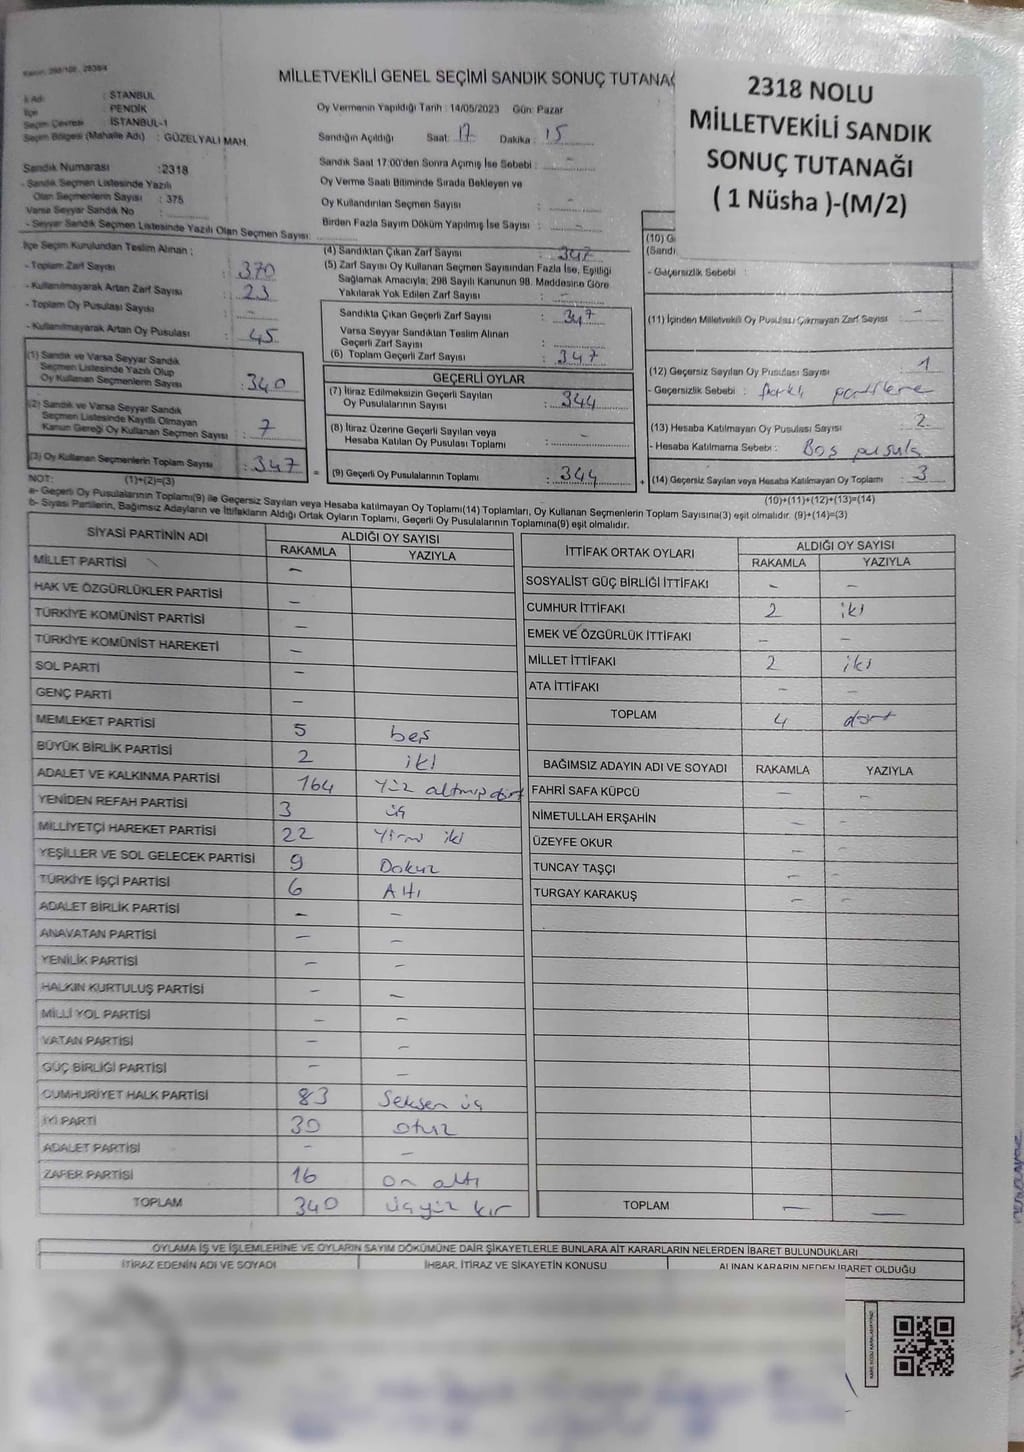 MİLLETVEKİLİ GENEL SEÇİMİ SANDIK SONUÇ TUTANA
2318 NOLU
MİLLETVEKİLİ SANDIK
SONUÇ TUTANAĞI
( 1 Nüsha )-(M/2)
İl Adı : STANBUL
İlçe : PENDİK
Seçim Çevresi : İSTANBUL-1
Seçim Bölgesi (Mahalle Adı) : GÜZELYALI MAH.
Sandık Numarası :2318
- Sandık Seçmen Listesinde Yazılı
Olan Seçmenlerin Sayısı : 375
Varsa Seyyar Sandık No :
- Seyyar Sandık Seçmen Listesinde Yazılı Olan Seçmen Sayısı:
Oy Vermenin Yapıldığı Tarih : 14/05/2023 Gün: Pazar
Sandığın Açıldığı Saat: 17 Dakika : 15
Sandık Saat 17:00'den Sonra Açımış İse Sebebi : -
Oy Verme Saati Bitiminde Sırada Bekleyen ve
Oy Kullandırılan Seçmen Sayısı : -
Birden Fazla Sayım Döküm Yapılmış İse Sayısı : -
İlçe Seçim Kurulundan Teslim Alınan ;
- Toplam Zarf Sayısı : 370
- Kullanılmayarak Artan Zarf Sayısı : 23
- Toplam Oy Pusulası Sayısı : -
- Kullanılmayarak Artan Oy Pusulası : 45
(1) Sandık ve Varsa Seyyar Sandık
Seçmen Listesinde Yazılı Olup
Oy Kullanan Seçmenlerin Sayısı : 340
(2) Sandık ve Varsa Seyyar Sandık
Seçmen Listesinde Kayıtlı Olmayan
Kanun Gereği Oy Kullanan Seçmen Sayısı : 7
(3) Oy Kullanan Seçmenlerin Toplam Sayısı : 347
(4) Sandıktan Çıkan Zarf Sayısı : 347
(5) Zarf Sayısı Oy Kullanan Seçmen Sayısından Fazla İse, Eşitliği
Sağlamak Amacıyla; 298 Sayılı Kanunun 98. Maddesine Göre
Yakılarak Yok Edilen Zarf Sayısı : -
Sandıkta Çıkan Geçerli Zarf Sayısı : 347
Varsa Seyyar Sandıktan Teslim Alınan
Geçerli Zarf Sayısı :
(6) Toplam Geçerli Zarf Sayısı : 347
GEÇERLİ OYLAR
(7) İtiraz Edilmeksizin Geçerli Sayılan
Oy Pusulalarının Sayısı : 344
(8) İtiraz Üzerine Geçerli Sayılan veya
Hesaba Katılan Oy Pusulası Toplamı : -
= (9) Geçerli Oy Pusulalarının Toplamı : 344
(10) G
(Sandı
- Geçersizlik Sebebi :
(11) İçinden Milletvekili Oy Pusulası Çıkmayan Zarf Sayısı -
(12) Geçersiz Sayılan Oy Pusulası Sayısı : 1
- Geçersizlik Sebebi : farklı partilere
(13) Hesaba Katılmayan Oy Pusulası Sayısı : 2
- Hesaba Katılmama Sebebi : Boş pusula
+ (14) Geçersiz Sayılan veya Hesaba Katılmayan Oy Toplamı : 3
(10)+(11)+(12)+(13)=(14)
NOT: (1)+(2)=(3)
a- Geçerli Oy Pusulalarının Toplamı(9) ile Geçersiz Sayılan veya Hesaba katılmayan Oy Toplamı(14) Toplamları, Oy Kullanan Seçmenlerin Toplam Sayısına(3) eşit olmalıdır. (9)+(14)=(3)
b- Siyasi Partilerin, Bağımsız Adayların ve İttifakların Aldığı Ortak Oyların Toplamı, Geçerli Oy Pusulalarının Toplamına(9) eşit olmalıdır.
SİYASİ PARTİNİN ADI ALDIĞI OY SAYISI
RAKAMLA YAZIYLA
MİLLET PARTİSİ -
HAK VE ÖZGÜRLÜKLER PARTİSİ -
TÜRKİYE KOMÜNİST PARTİSİ -
TÜRKİYE KOMÜNİST HAREKETİ -
SOL PARTİ -
GENÇ PARTİ -
MEMLEKET PARTİSİ 5 beş
BÜYÜK BİRLİK PARTİSİ 2 iki
ADALET VE KALKINMA PARTİSİ 164 Yüz altmış dört
YENİDEN REFAH PARTİSİ 3 üç
MİLLİYETÇİ HAREKET PARTİSİ 22 Yirmi iki
YEŞİLLER VE SOL GELECEK PARTİSİ 9 Dokuz
TÜRKİYE İŞÇİ PARTİSİ 6 Altı
ADALET BİRLİK PARTİSİ - -
ANAVATAN PARTİSİ - -
YENİLİK PARTİSİ - -
HALKIN KURTULUŞ PARTİSİ - -
MİLLİ YOL PARTİSİ - -
VATAN PARTİSİ - -
GÜÇ BİRLİĞİ PARTİSİ - -
CUMHURİYET HALK PARTİSİ 83 Seksen üç
İYİ PARTİ 30 otuz
ADALET PARTİSİ - -
ZAFER PARTİSİ 16 on altı
TOPLAM 340 üçyüz kır
İTTİFAK ORTAK OYLARI ALDIĞI OY SAYISI
RAKAMLA YAZIYLA
SOSYALİST GÜÇ BİRLİĞİ İTTİFAKI - -
CUMHUR İTTİFAKI 2 iki
EMEK VE ÖZGÜRLÜK İTTİFAKI - -
MİLLET İTTİFAKI 2 iki
ATA İTTİFAKI - -
TOPLAM 4 dört
BAĞIMSIZ ADAYIN ADI VE SOYADI RAKAMLA YAZIYLA
FAHRİ SAFA KÜPCÜ - -
NİMETULLAH ERŞAHİN - -
ÜZEYFE OKUR - -
TUNCAY TAŞÇI - -
TURGAY KARAKUŞ - -
TOPLAM - -
OYLAMA İŞ VE İŞLEMLERİNE VE OYLARIN SAYIM DÖKÜMÜNE DAİR ŞİKAYETLERLE BUNLARA AİT KARARLARIN NELERDEN İBARET BULUNDUKLARI
İTİRAZ EDENİN ADI VE SOYADI İHBAR, İTİRAZ VE ŞİKAYETİN KONUSU ALINAN KARARIN NEDEN İBARET OLDUĞU